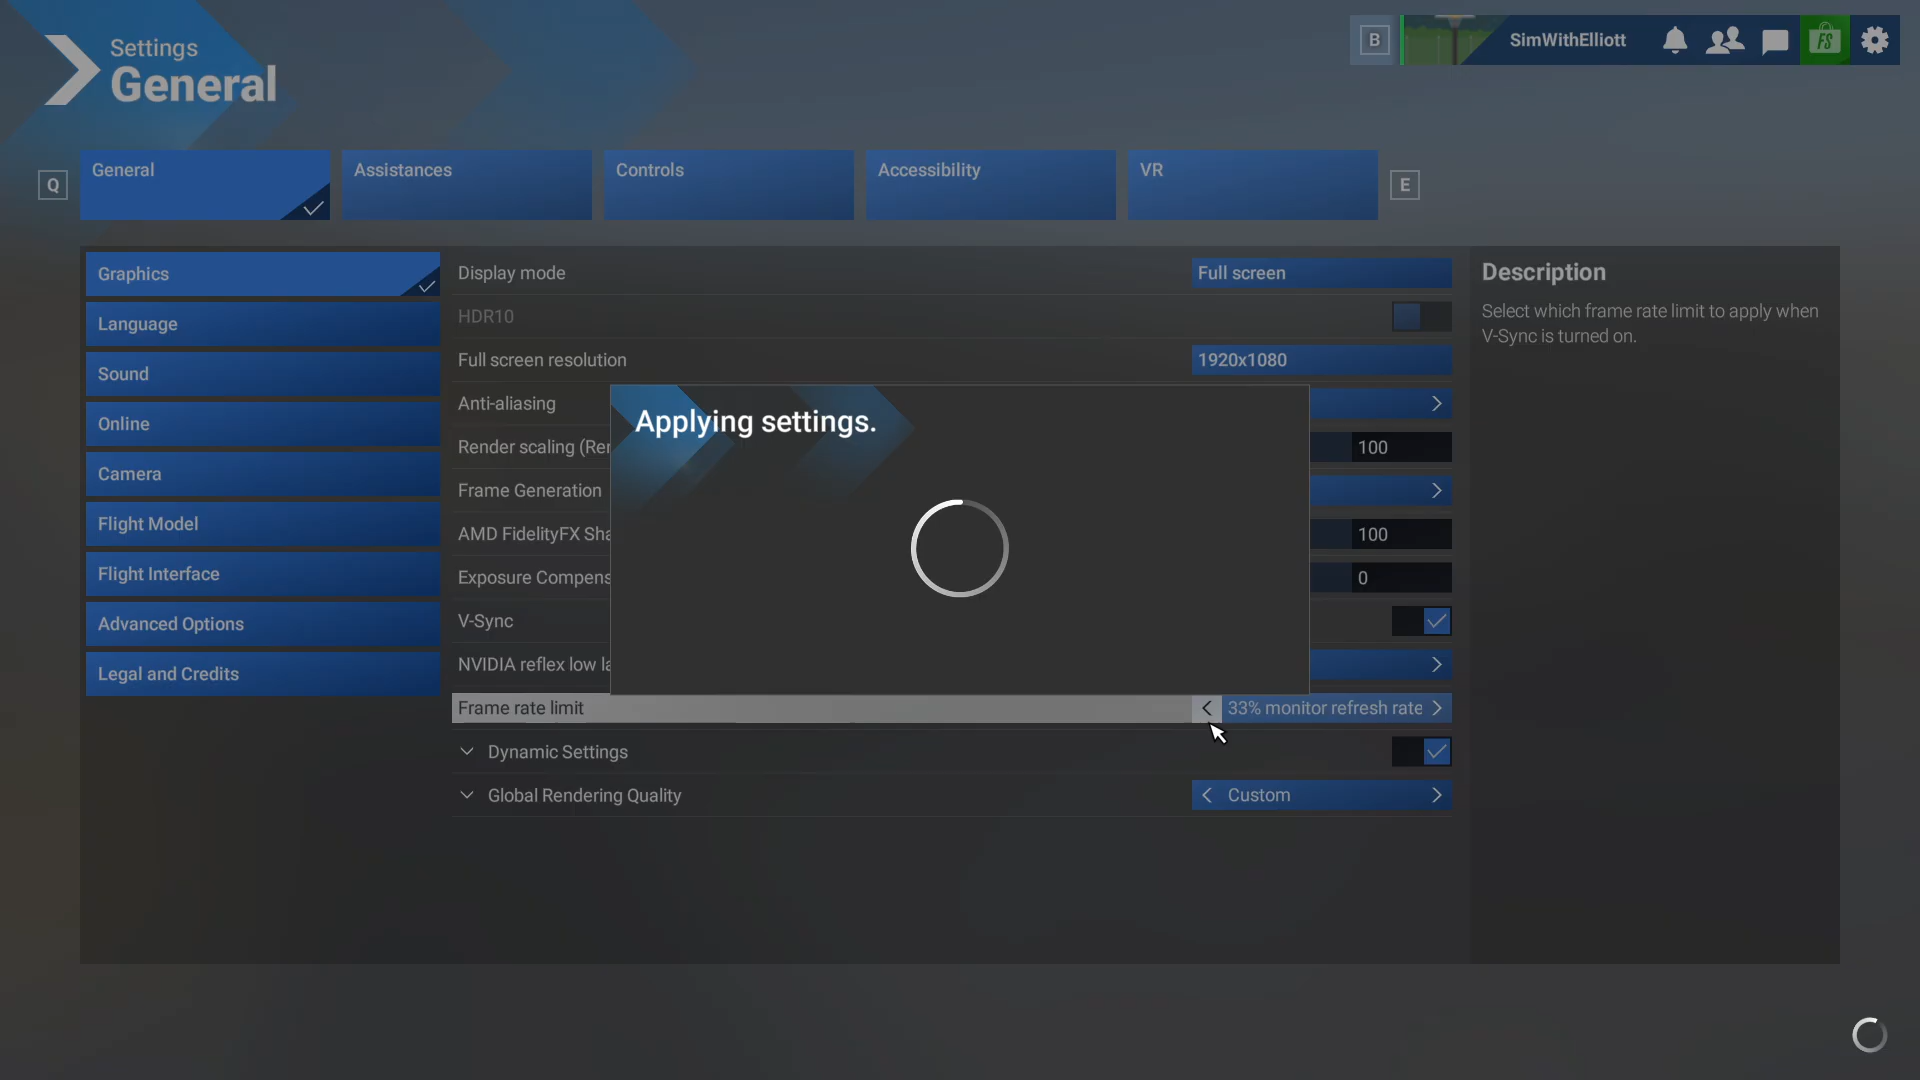 Settings
General
B
SimWithElliott
FS
Q
General
Assistances
Controls
Accessibility
VR
E
Graphics
Language
Sound
Online
Camera
Flight Model
Flight Interface
Advanced Options
Legal and Credits
Display mode
Full screen
HDR10
Full screen resolution
1920x1080
Anti-aliasing
Render scaling (Rer
100
Frame Generation
AMD FidelityFX Sha
100
Exposure Compens
0
V-Sync
NVIDIA reflex low la
Frame rate limit
33% monitor refresh rate
Dynamic Settings
Global Rendering Quality
Custom
Applying settings.
Description
Select which frame rate limit to apply when
V-Sync is turned on.